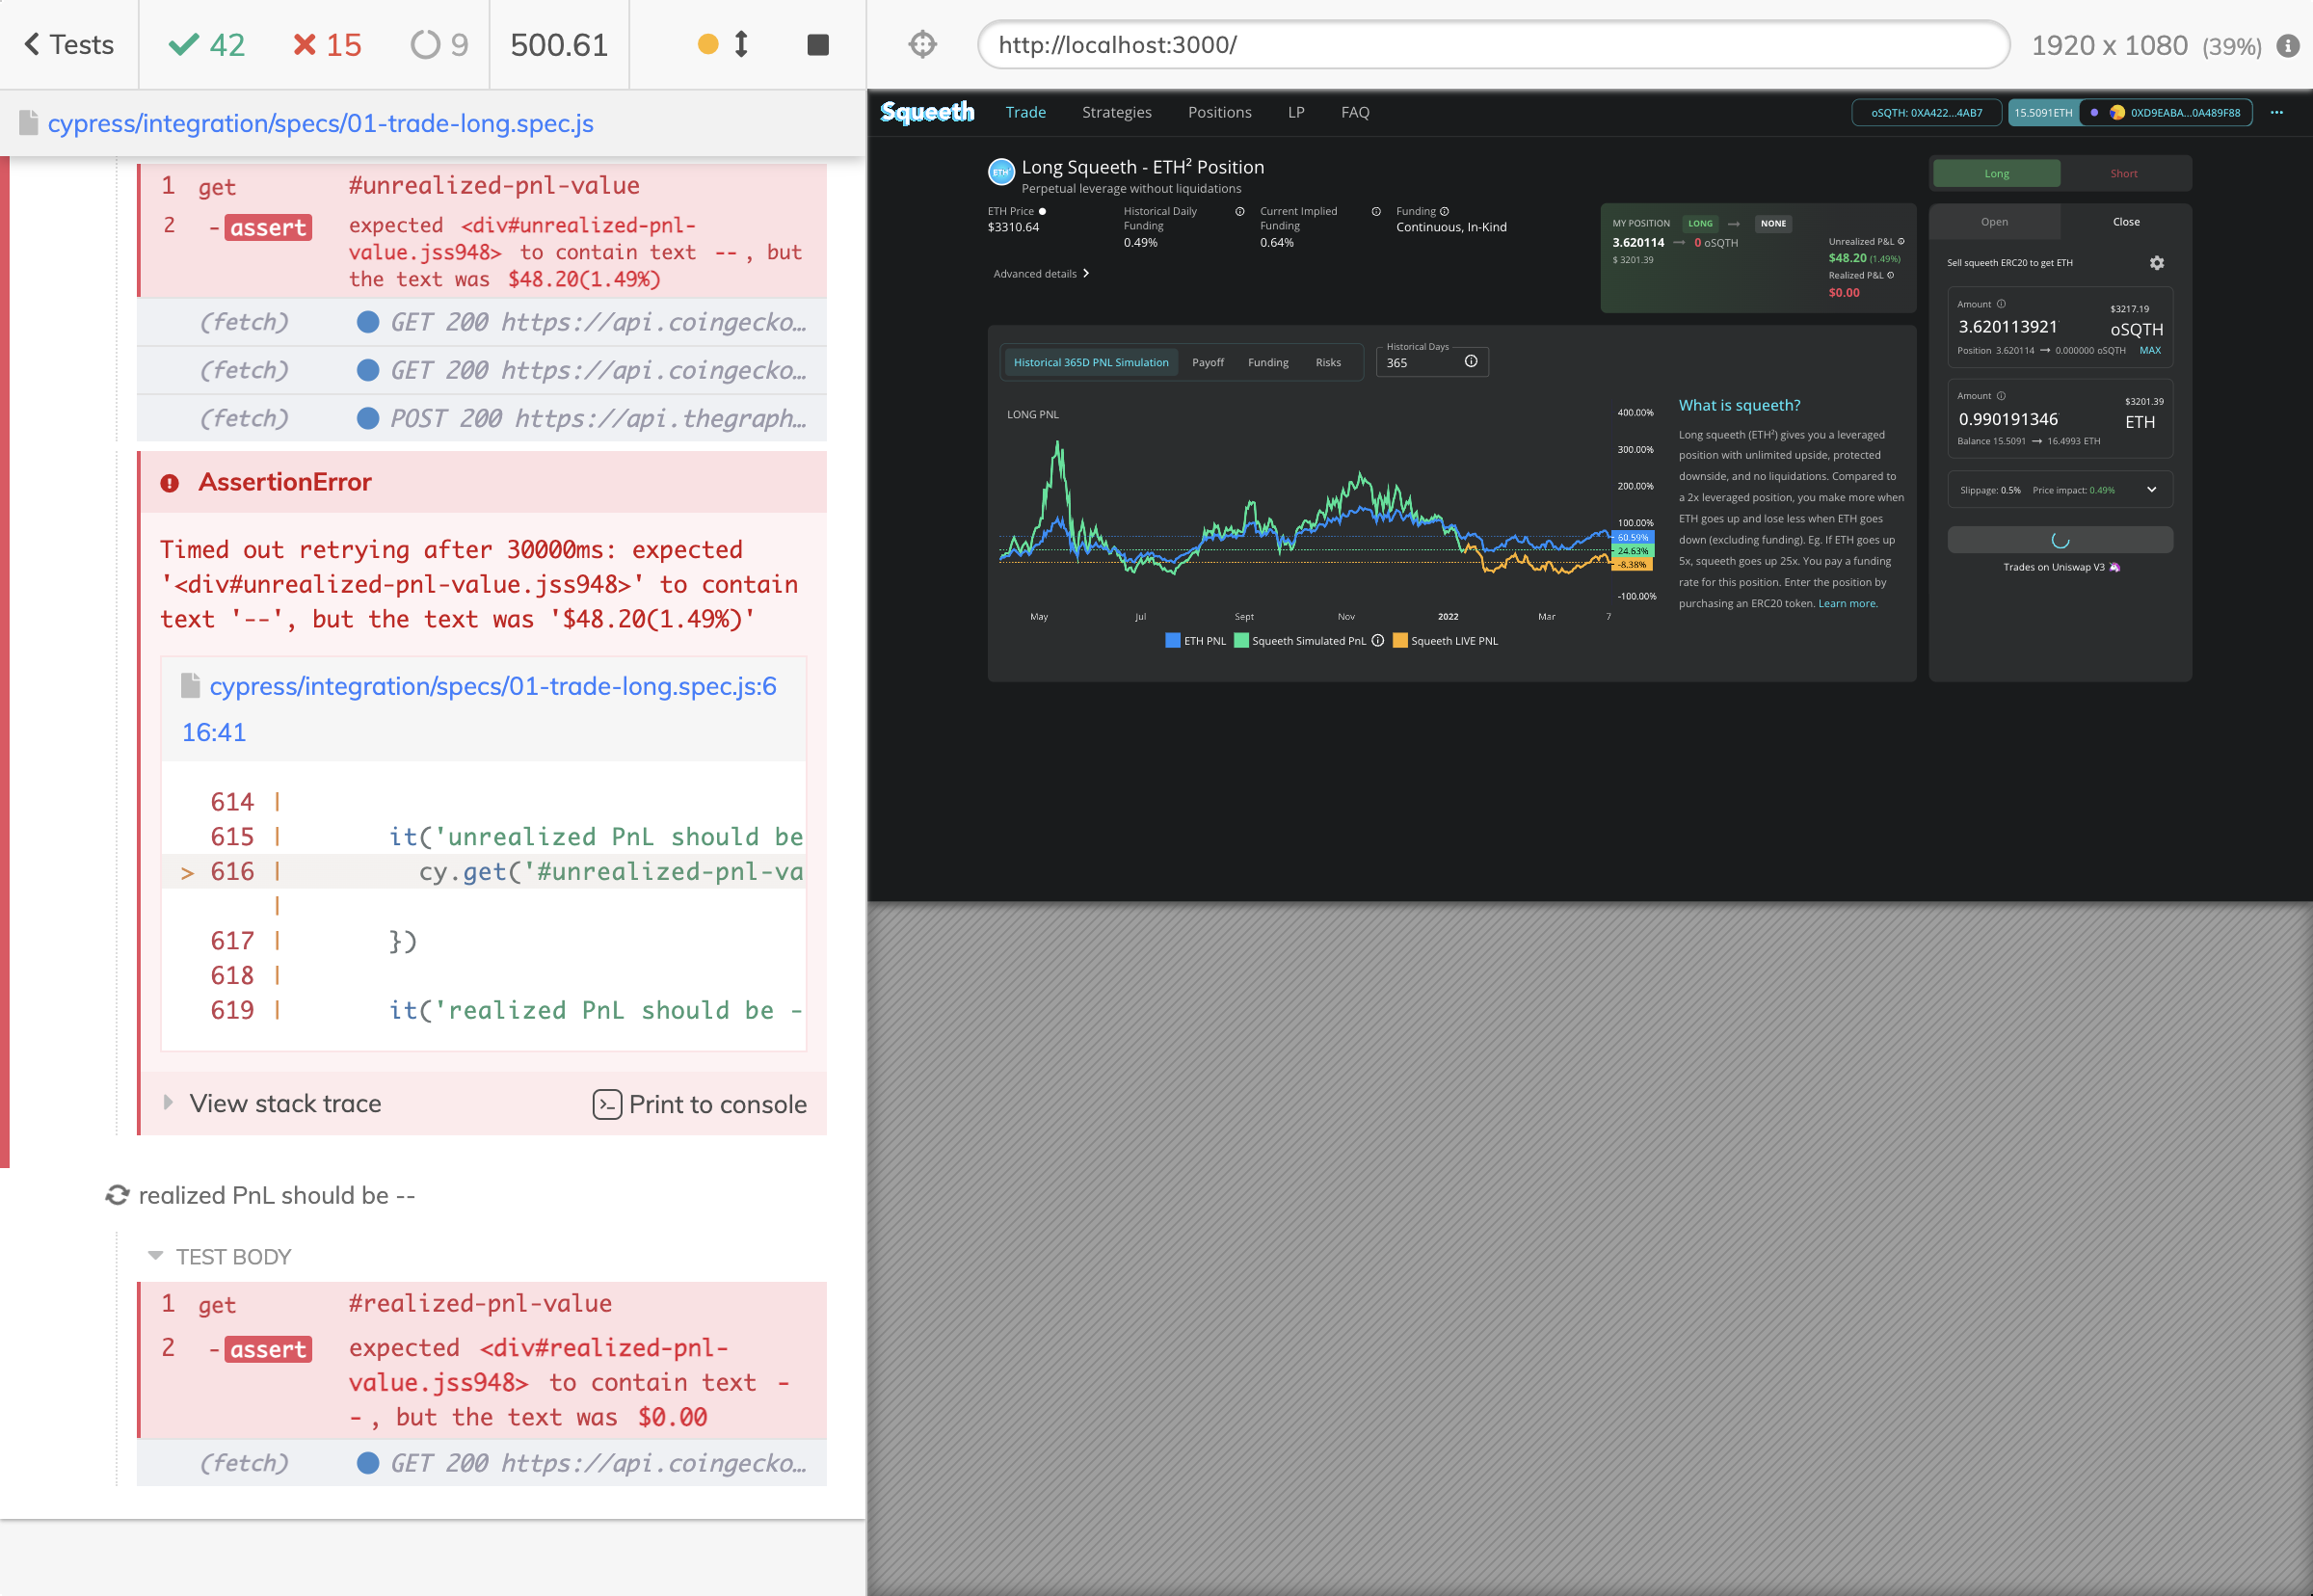 Tests
42
15
9
500.61
cypress/integration/specs/01-trade-long.spec.js
1 get #unrealized-pnl-value
2 -assert expected <div#unrealized-pnl-
value.jss948> to contain text --, but
the text was $48.20(1.49%)
(fetch) GET 200 https://api.coingecko…
(fetch) GET 200 https://api.coingecko…
(fetch) POST 200 https://api.thegraph…
AssertionError
Timed out retrying after 30000ms: expected
'<div#unrealized-pnl-value.jss948>' to contain
text '--', but the text was '$48.20(1.49%)'
cypress/integration/specs/01-trade-long.spec.js:6
16:41
614 |
615 | it('unrealized PnL should be
> 616 | cy.get('#unrealized-pnl-va
|
617 | })
618 |
619 | it('realized PnL should be -
View stack trace
Print to console
realized PnL should be --
TEST BODY
1 get #realized-pnl-value
2 -assert expected <div#realized-pnl-
value.jss948> to contain text -
-, but the text was $0.00
(fetch) GET 200 https://api.coingecko…
http://localhost:3000/
1920 x 1080 (39%)
Squeeth
Trade
Strategies
Positions
LP
FAQ
oSQTH: 0XA422...4AB7
15.5091ETH
0XD9EABA...0A489F88
ETH²
Long Squeeth - ETH² Position
Perpetual leverage without liquidations
ETH Price
$3310.64
Historical Daily
Funding
0.49%
Current Implied
Funding
0.64%
Funding
Continuous, In-Kind
Advanced details
MY POSITION LONG → NONE
3.620114 → 0 oSQTH
$ 3201.39
Unrealized P&L
$48.20 (1.49%)
Realized P&L
$0.00
Historical 365D PNL Simulation
Payoff
Funding
Risks
Historical Days
365
LONG PNL
400.00%
300.00%
200.00%
100.00%
60.59%
24.63%
-8.38%
-100.00%
May
Jul
Sept
Nov
2022
Mar
7
ETH PNL
Squeeth Simulated PnL
Squeeth LIVE PNL
What is squeeth?
Long squeeth (ETH²) gives you a leveraged
position with unlimited upside, protected
downside, and no liquidations. Compared to
a 2x leveraged position, you make more when
ETH goes up and lose less when ETH goes
down (excluding funding). Eg. If ETH goes up
5x, squeeth goes up 25x. You pay a funding
rate for this position. Enter the position by
purchasing an ERC20 token. Learn more.
Long
Short
Open
Close
Sell squeeth ERC20 to get ETH
Amount
$3217.19
3.620113921
oSQTH
Position 3.620114 → 0.000000 oSQTH MAX
Amount
$3201.39
0.990191346
ETH
Balance 15.5091 → 16.4993 ETH
Slippage: 0.5% Price impact: 0.49%
Trades on Uniswap V3